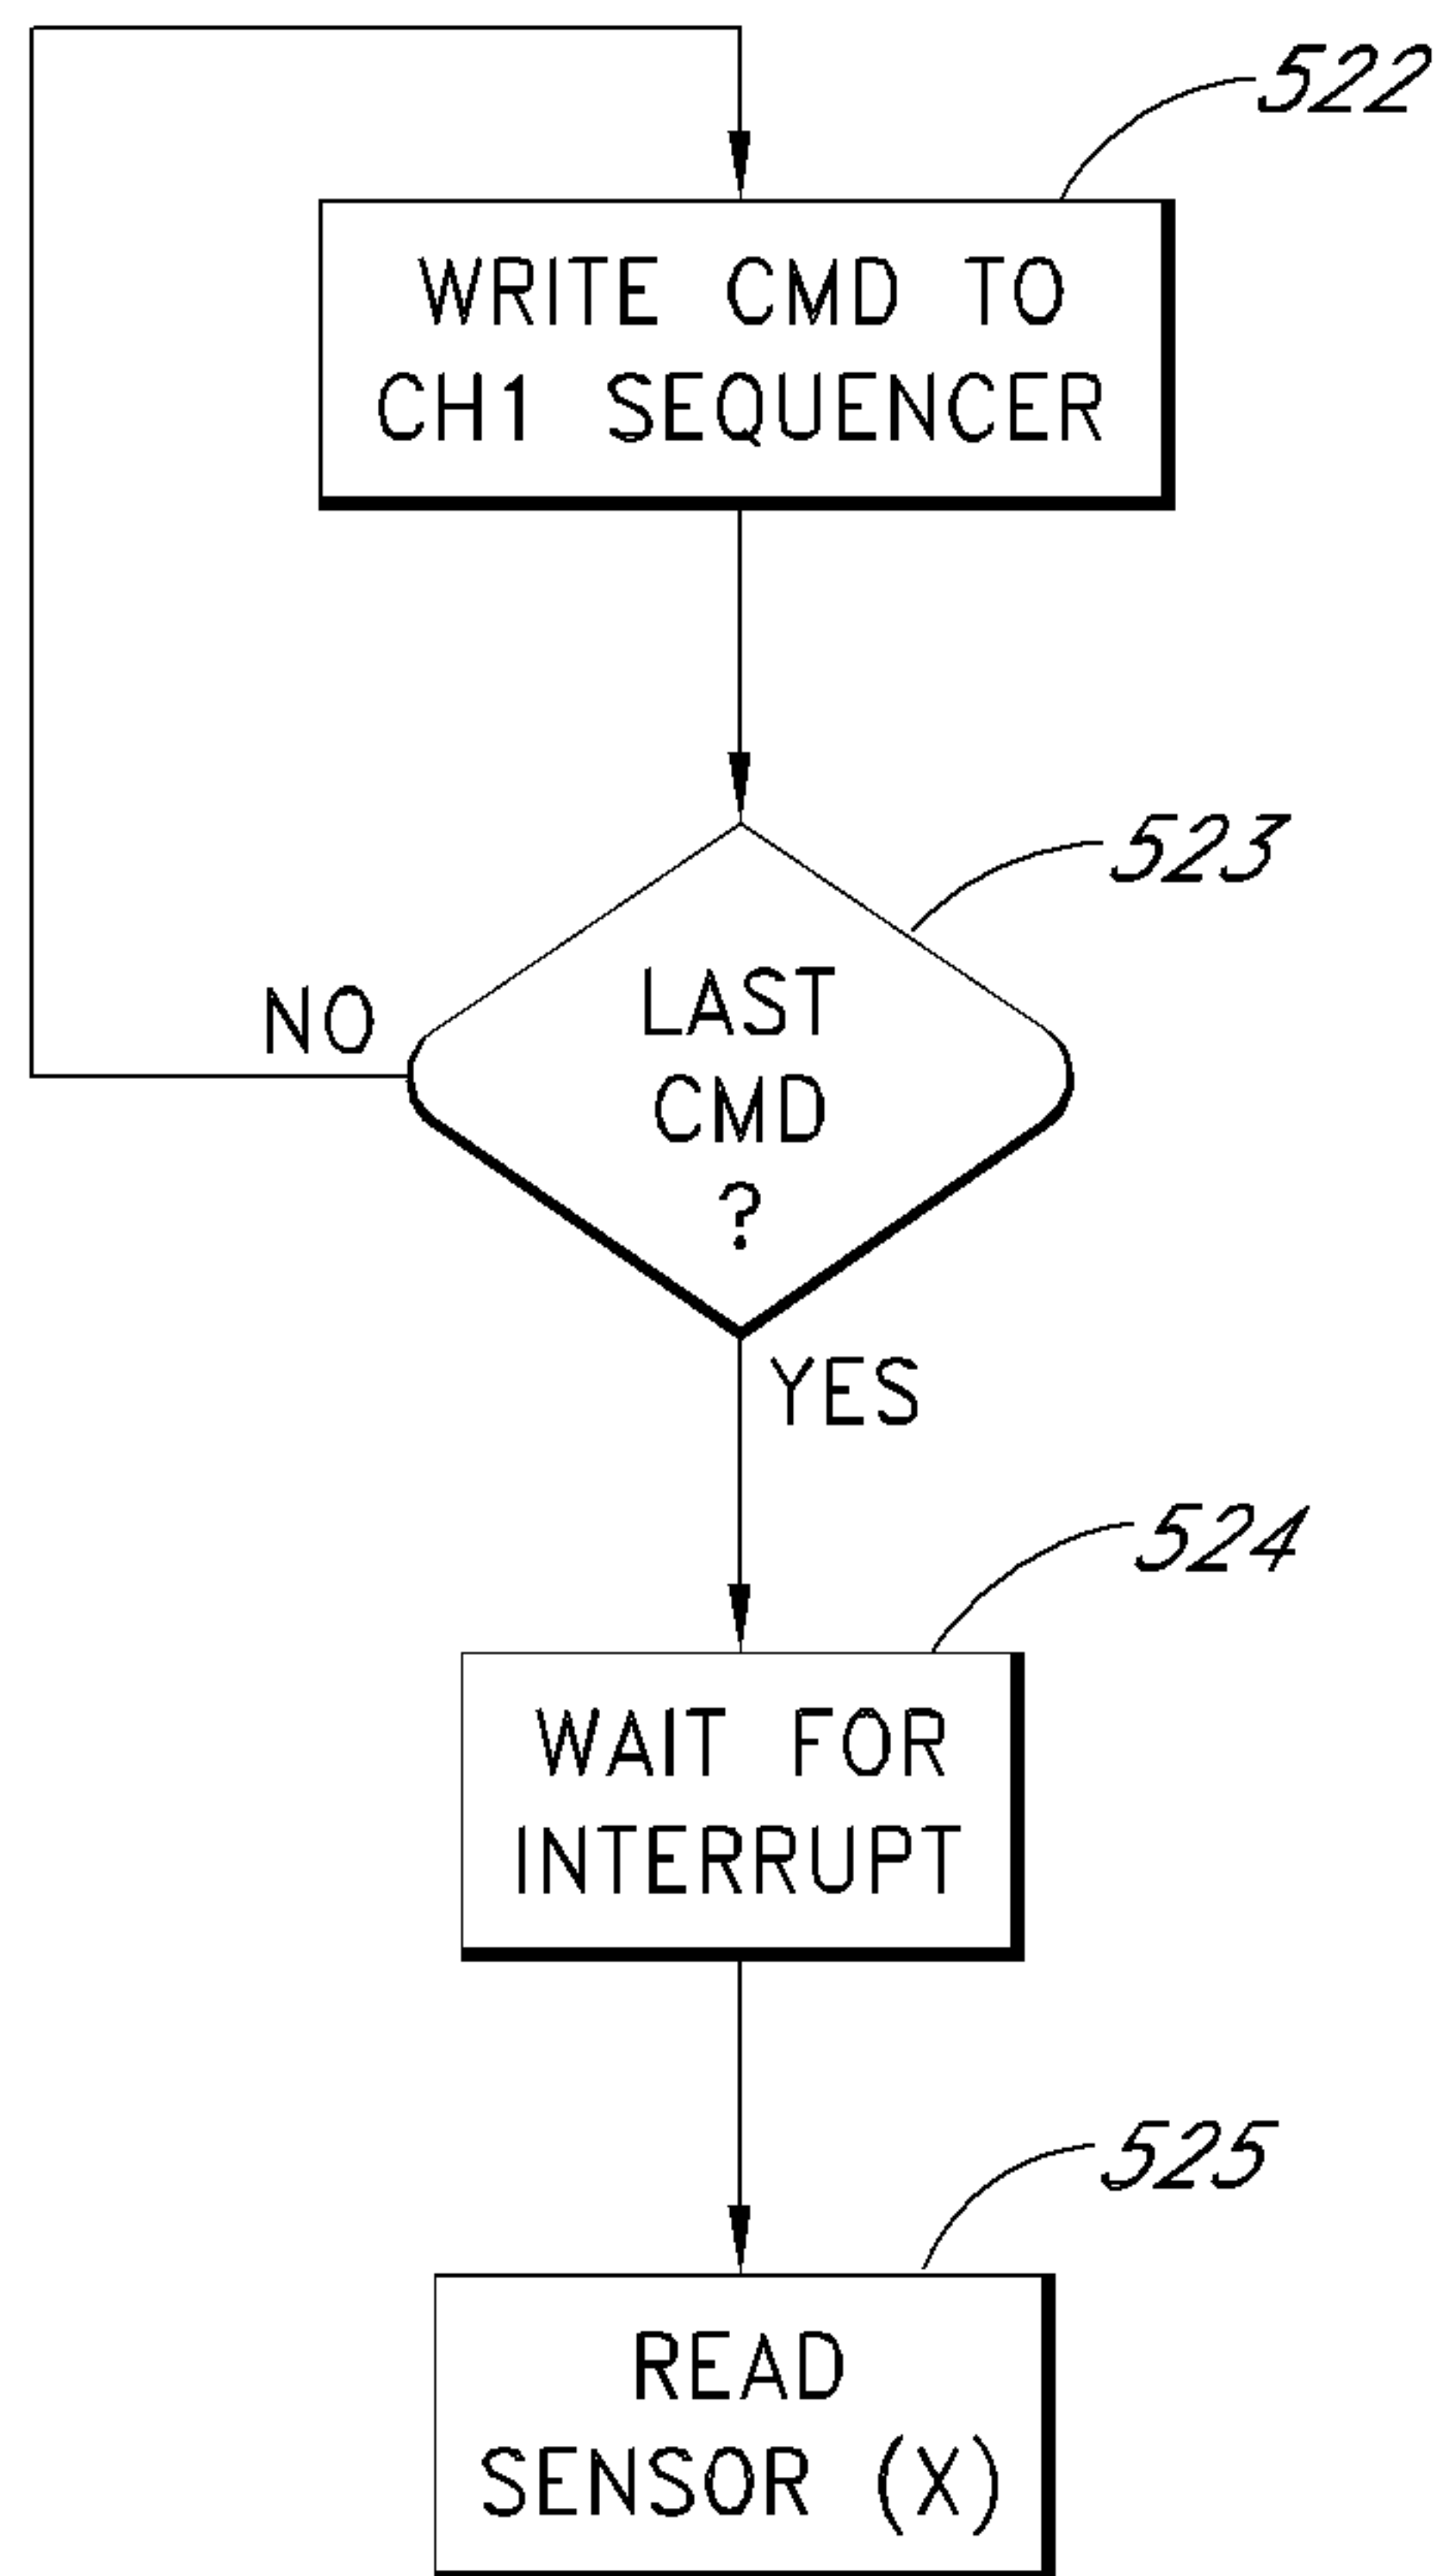 522
WRITE CMD TO
CH1 SEQUENCER
523
LAST
CMD
?
NO
YES
524
WAIT FOR
INTERRUPT
525
READ
SENSOR (X)